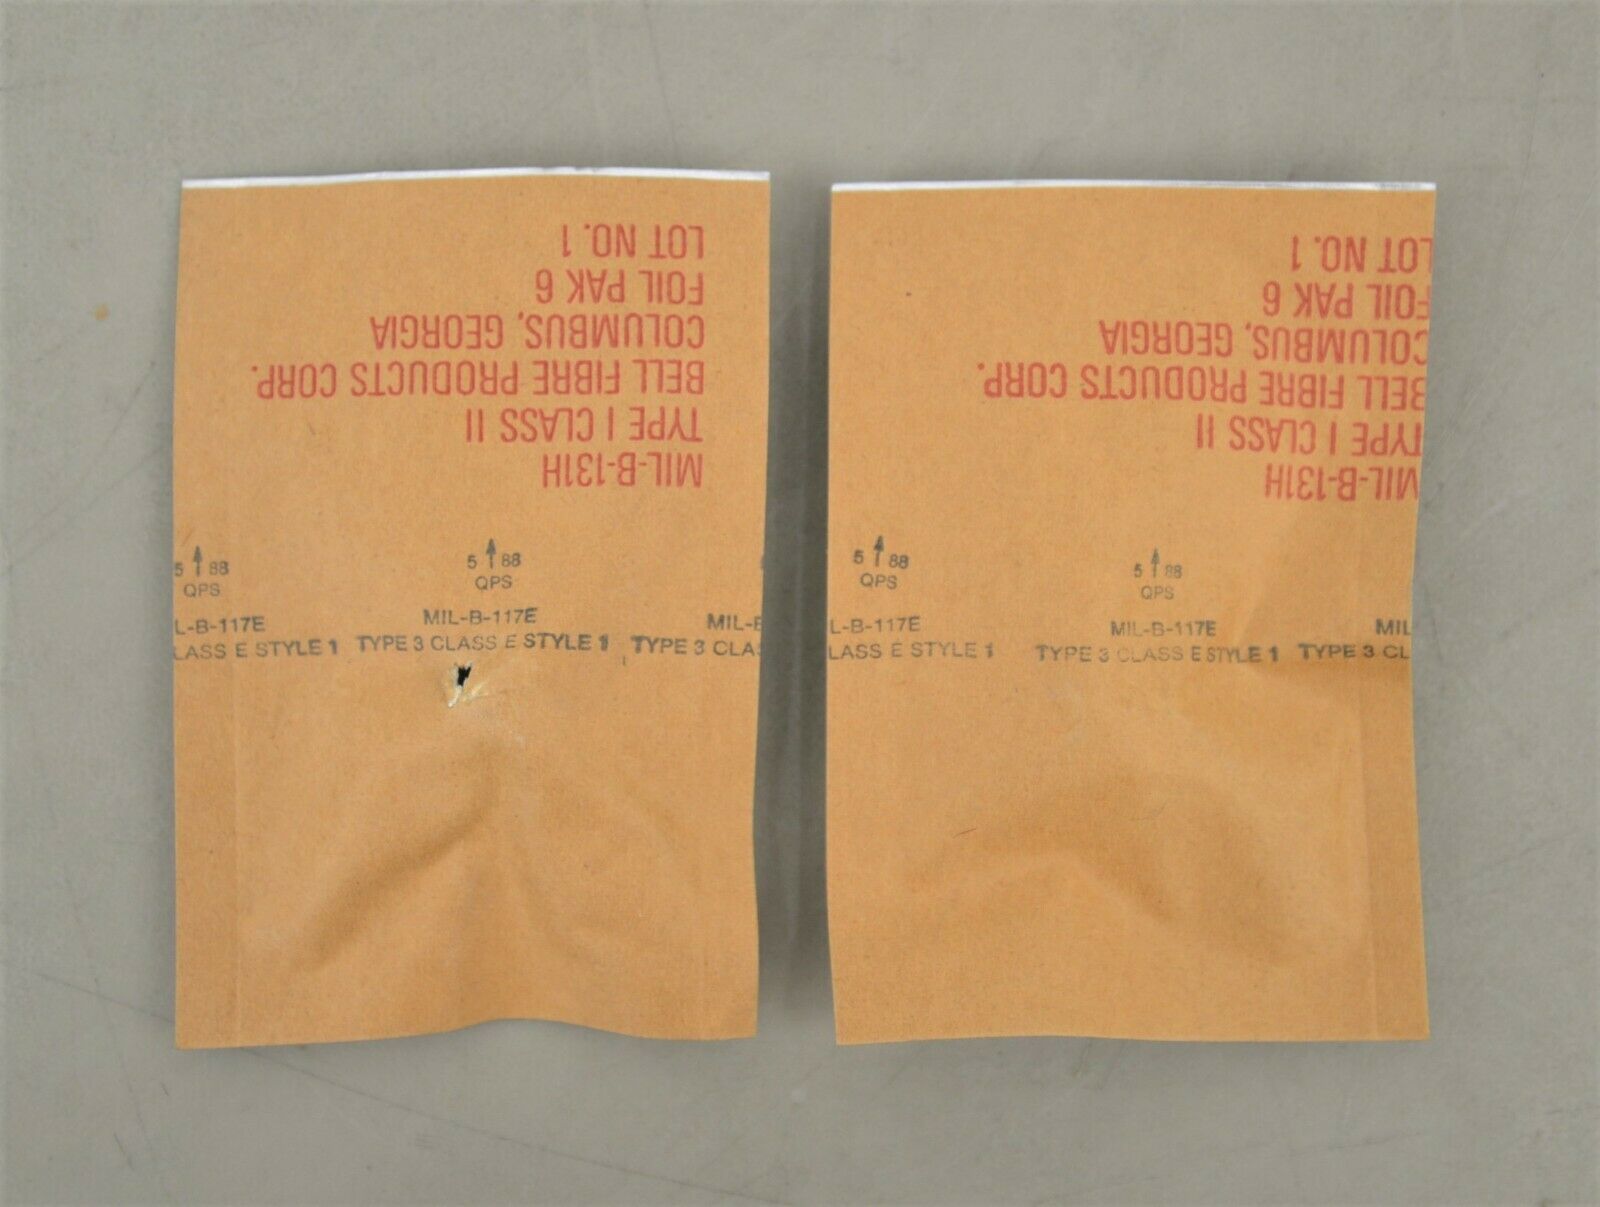 MIL-B-131H
TYPE I CLASS II
BELL FIBRE PRODUCTS CORP.
COLUMBUS, GEORGIA
FOIL PAK 6
LOT NO. 1
5 88 5 88
QPS QPS
L-B-117E MIL-B-117E MIL-B
LASS E STYLE 1 TYPE 3 CLASS E STYLE 1 TYPE 3 CLAS
MIL-B-131H
TYPE I CLASS II
BELL FIBRE PRODUCTS CORP.
COLUMBUS, GEORGIA
FOIL PAK 6
LOT NO. 1
5 88 5 88
QPS QPS
L-B-117E MIL-B-117E MIL
LASS E STYLE 1 TYPE 3 CLASS E STYLE 1 TYPE 3 CL